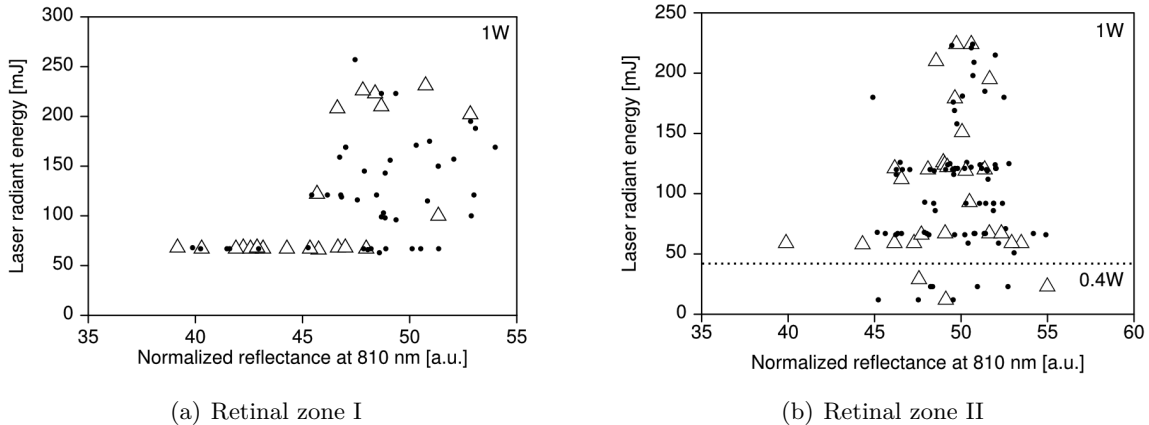 300
250
200
150
100
50
0
Laser radiant energy [mJ]
1W
35 40 45 50 55
Normalized reflectance at 810 nm [a.u.]
(a) Retinal zone I
250
200
150
100
50
0
Laser radiant energy [mJ]
1W
0.4W
35 40 45 50 55 60
Normalized reflectance at 810 nm [a.u.]
(b) Retinal zone II